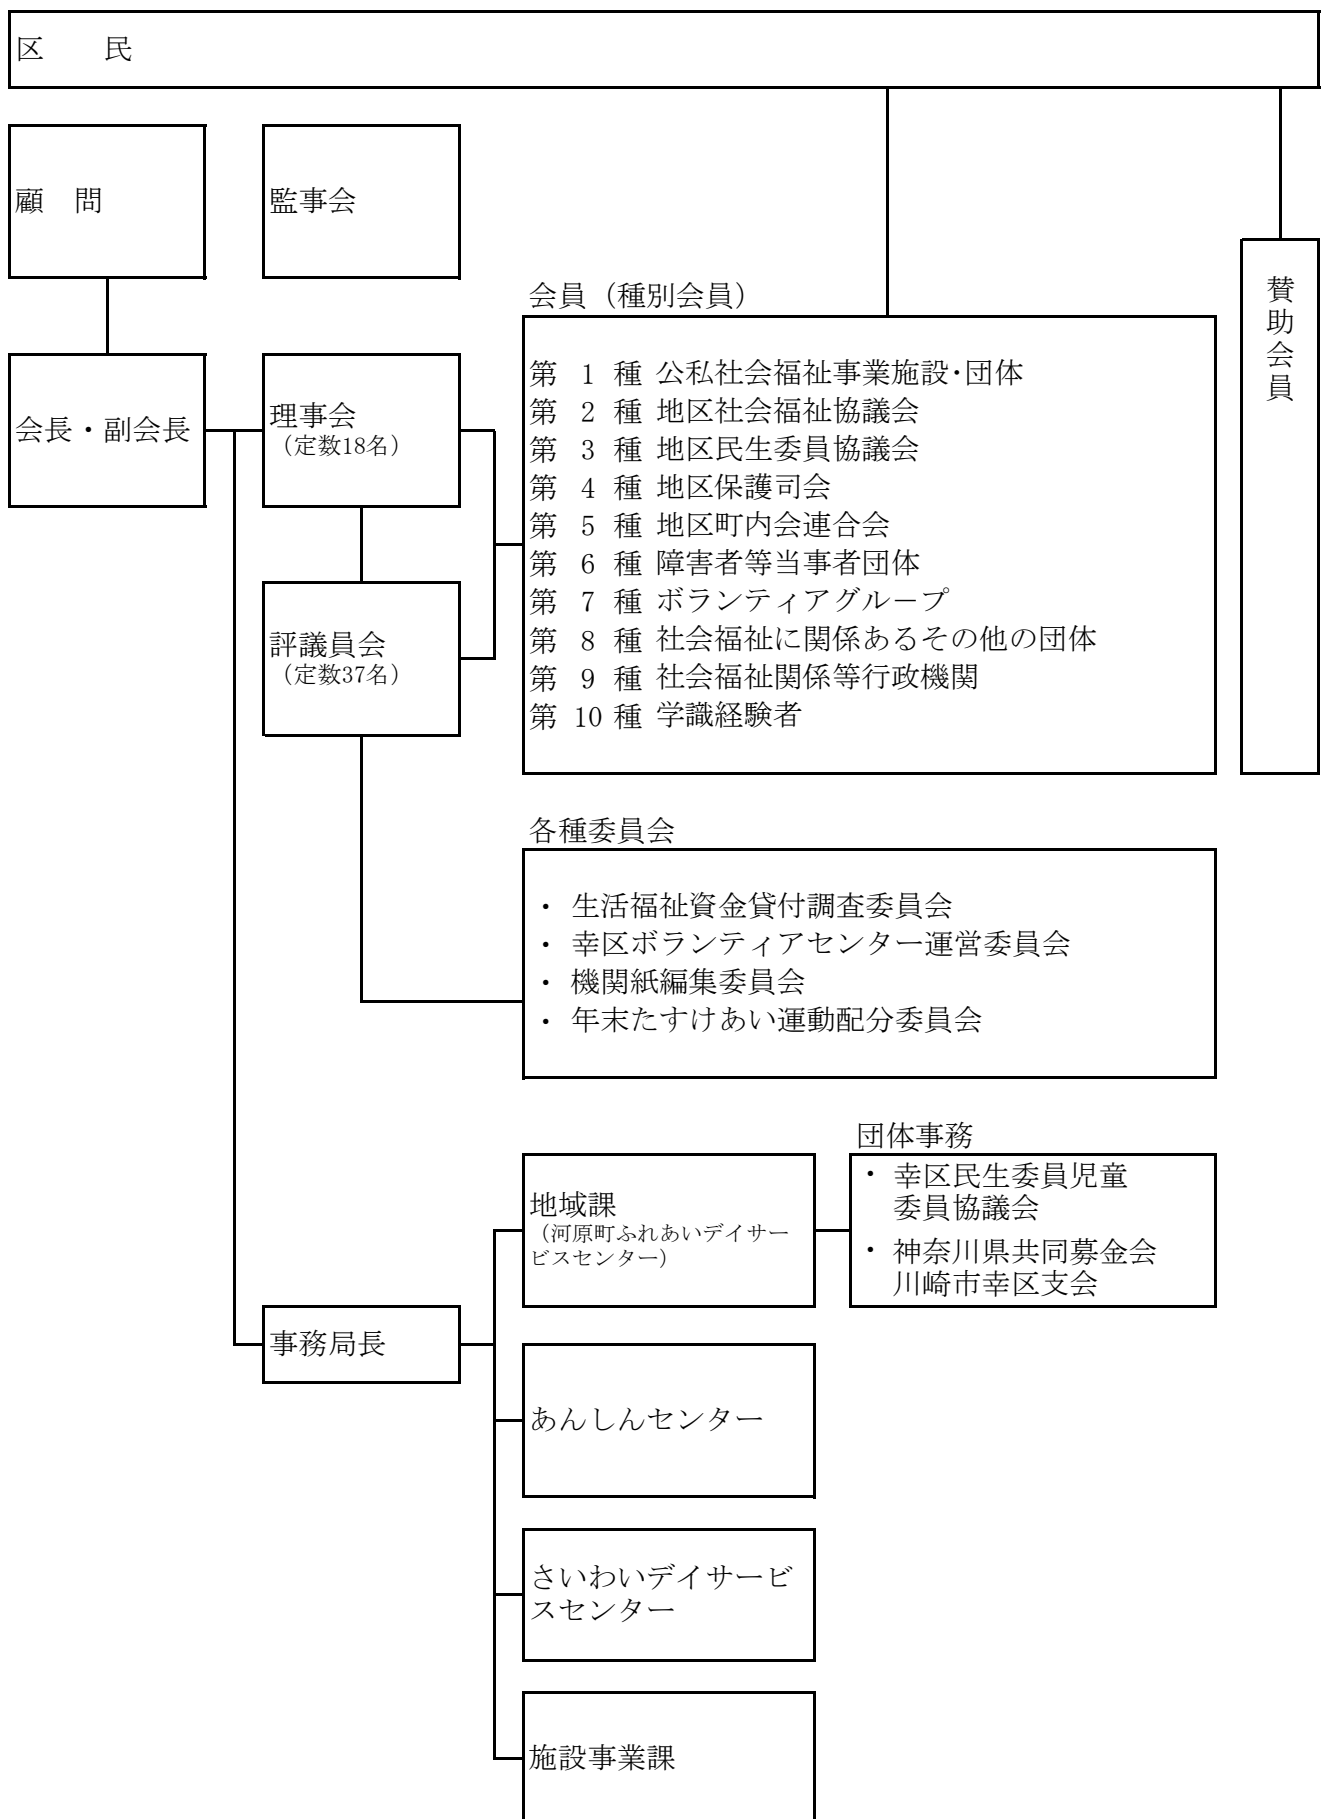 区　　民
顧　問
監事会
賛助会員
会員（種別会員）
会長・副会長
理事会
（定数18名）
評議員会
（定数37名）
第 1 種 公私社会福祉事業施設・団体
第 2 種 地区社会福祉協議会
第 3 種 地区民生委員協議会
第 4 種 地区保護司会
第 5 種 地区町内会連合会
第 6 種 障害者等当事者団体
第 7 種 ボランティアグループ
第 8 種 社会福祉に関係あるその他の団体
第 9 種 社会福祉関係等行政機関
第 10 種 学識経験者
各種委員会
・ 生活福祉資金貸付調査委員会
・ 幸区ボランティアセンター運営委員会
・ 機関紙編集委員会
・ 年末たすけあい運動配分委員会
事務局長
地域課
（河原町ふれあいデイサー
ビスセンター）
団体事務
・ 幸区民生委員児童
委員協議会
・ 神奈川県共同募金会
川崎市幸区支会
あんしんセンター
さいわいデイサービ
スセンター
施設事業課